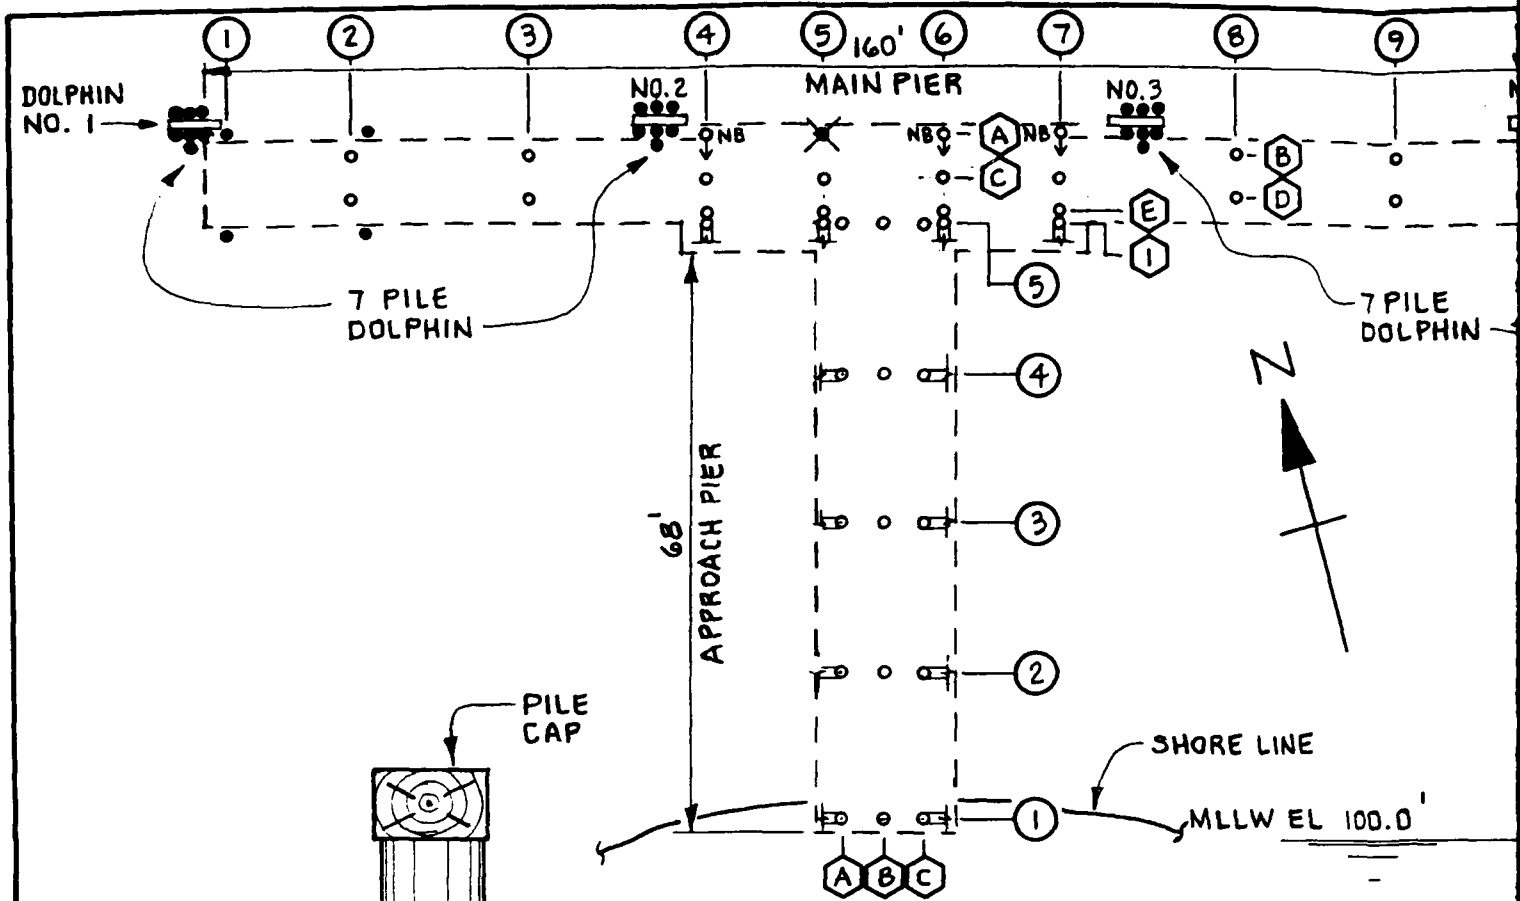 1 2 3 4 5 6 7 8 9
160'
MAIN PIER
DOLPHIN
NO. 1
NO. 2
NO. 3
NB
NB
NB
A
C
B
D
E
1
5
7 PILE
DOLPHIN
7 PILE
DOLPHIN
N
4
68'
APPROACH PIER
3
2
PILE
CAP
SHORE LINE
1
MLLW EL 100.0'
A B C